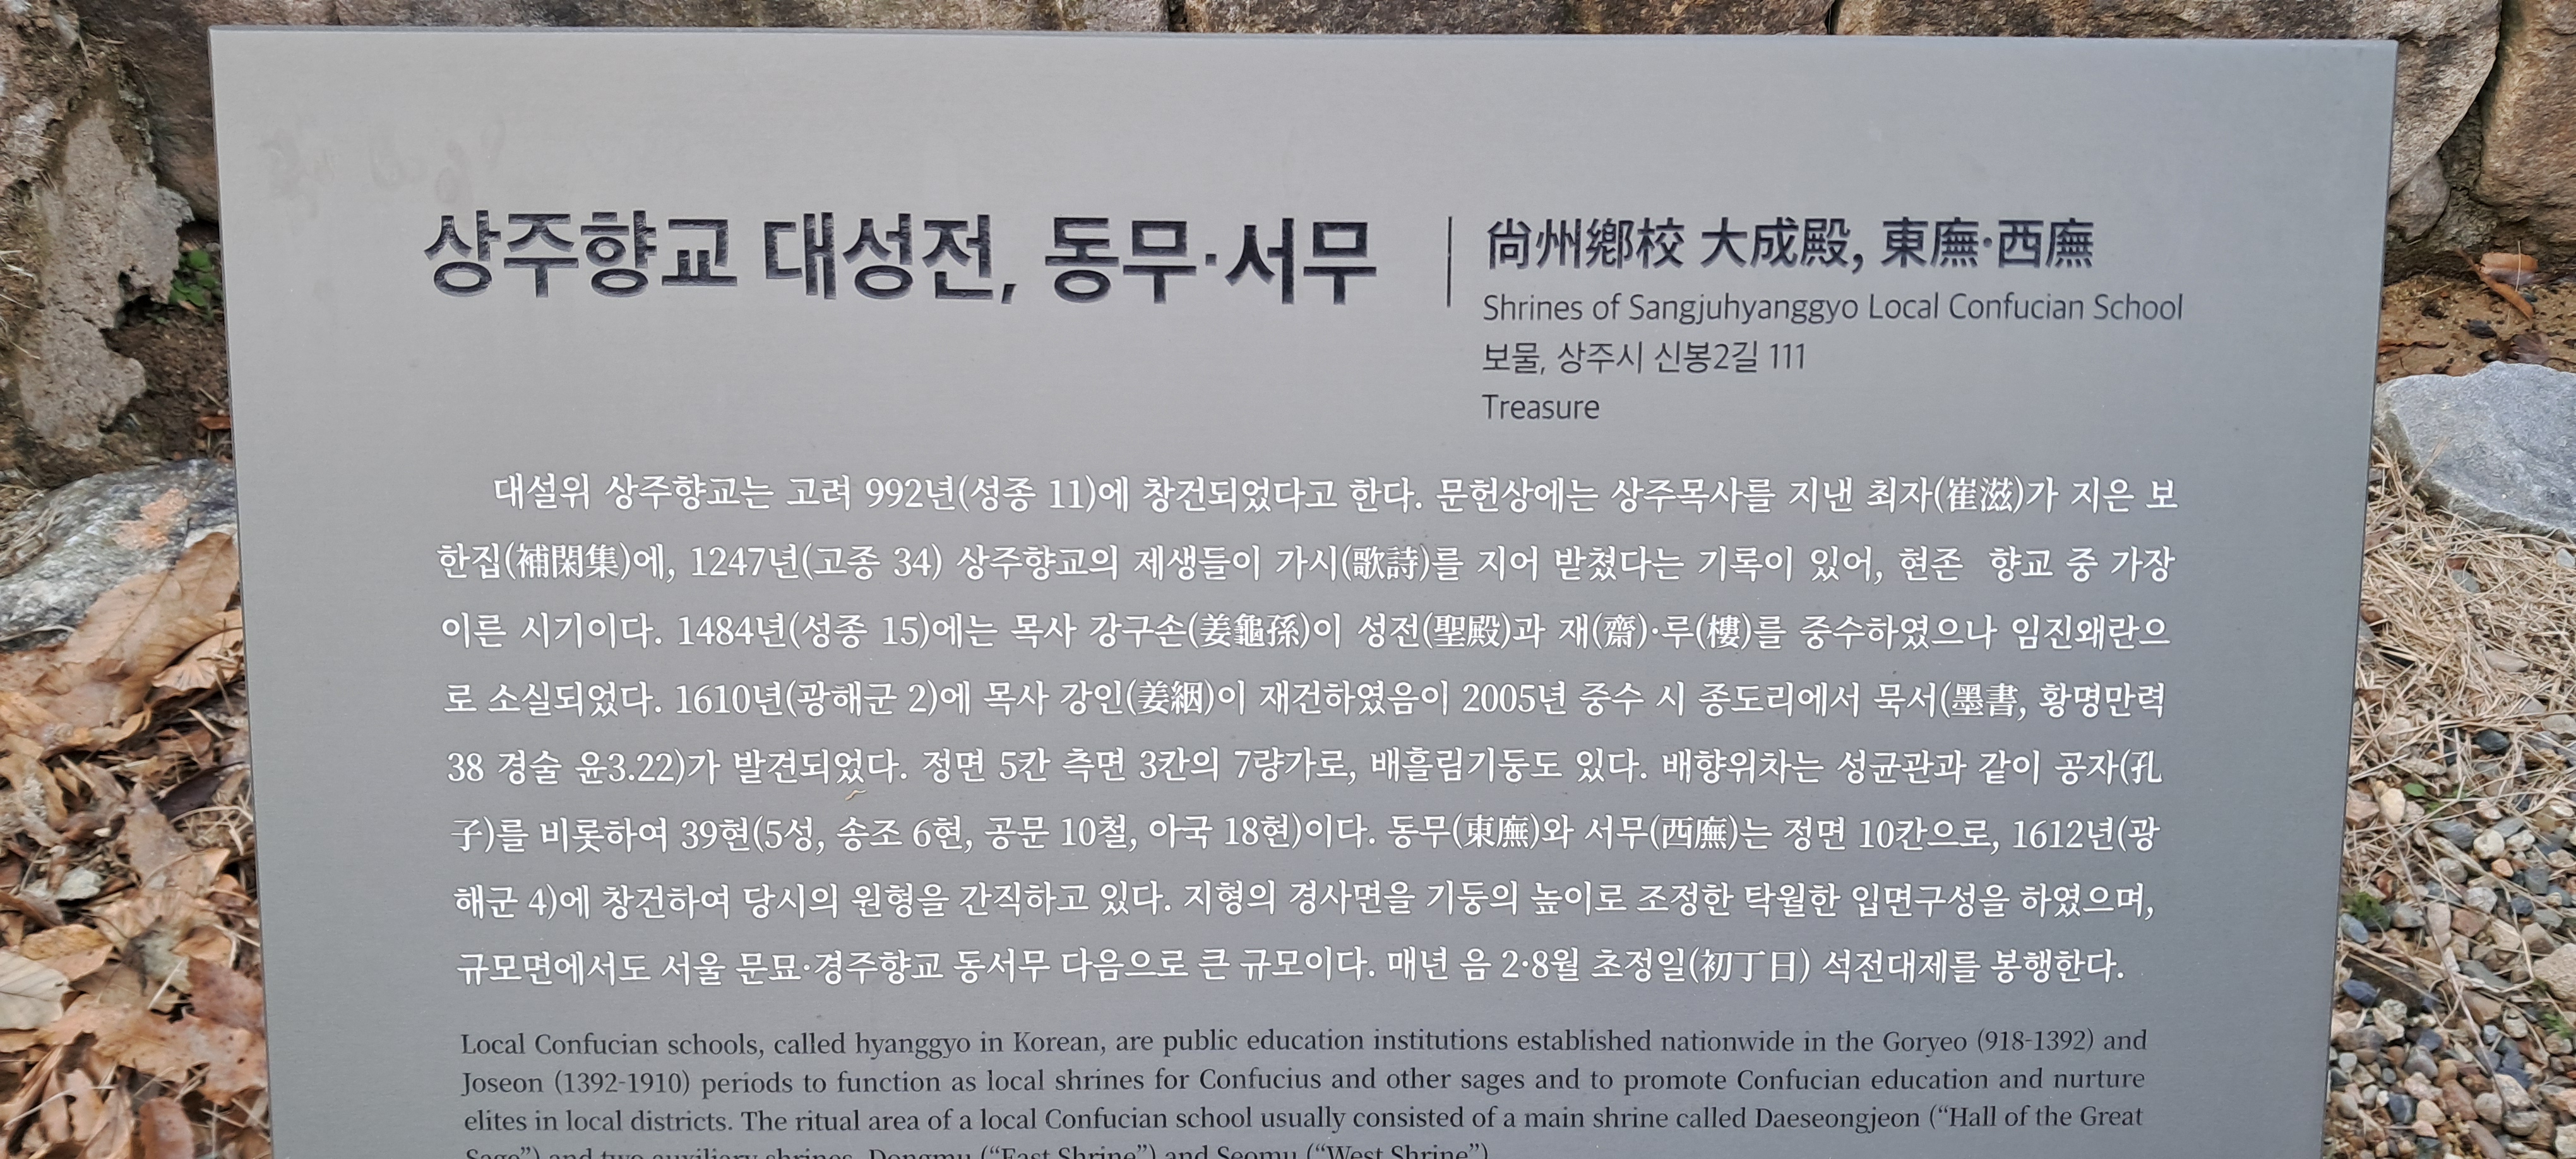 상주향교 대성전, 동무·서무
尙州鄕校 大成殿, 東廡·西廡
Shrines of Sangjuhyanggyo Local Confucian School
보물, 상주시 신봉2길 111
Treasure
대설위 상주향교는 고려 992년(성종 11)에 창건되었다고 한다. 문헌상에는 상주목사를 지낸 최자(崔滋)가 지은 보
한집(補閑集)에, 1247년(고종 34) 상주향교의 제생들이 가시(歌詩)를 지어 받쳤다는 기록이 있어, 현존 향교 중 가장
이른 시기이다. 1484년(성종 15)에는 목사 강구손(姜龜孫)이 성전(聖殿)과 재(齋)·루(樓)를 중수하였으나 임진왜란으
로 소실되었다. 1610년(광해군 2)에 목사 강인(姜絪)이 재건하였음이 2005년 중수 시 종도리에서 묵서(墨書, 황명만력
38 경술 윤3.22)가 발견되었다. 정면 5칸 측면 3칸의 7량가로, 배흘림기둥도 있다. 배향위차는 성균관과 같이 공자(孔
子)를 비롯하여 39현(5성, 송조 6현, 공문 10철, 아국 18현)이다. 동무(東廡)와 서무(西廡)는 정면 10칸으로, 1612년(광
해군 4)에 창건하여 당시의 원형을 간직하고 있다. 지형의 경사면을 기둥의 높이로 조정한 탁월한 입면구성을 하였으며,
규모면에서도 서울 문묘·경주향교 동서무 다음으로 큰 규모이다. 매년 음 2·8월 초정일(初丁日) 석전대제를 봉행한다.
Local Confucian schools, called hyanggyo in Korean, are public education institutions established nationwide in the Goryeo (918-1392) and
Joseon (1392-1910) periods to function as local shrines for Confucius and other sages and to promote Confucian education and nurture
elites in local districts. The ritual area of a local Confucian school usually consisted of a main shrine called Daeseongjeon (“Hall of the Great
Sage”) and two auxiliary shrines, Dongmu (“East Shrine”) and Seomu (“West Shrine”).